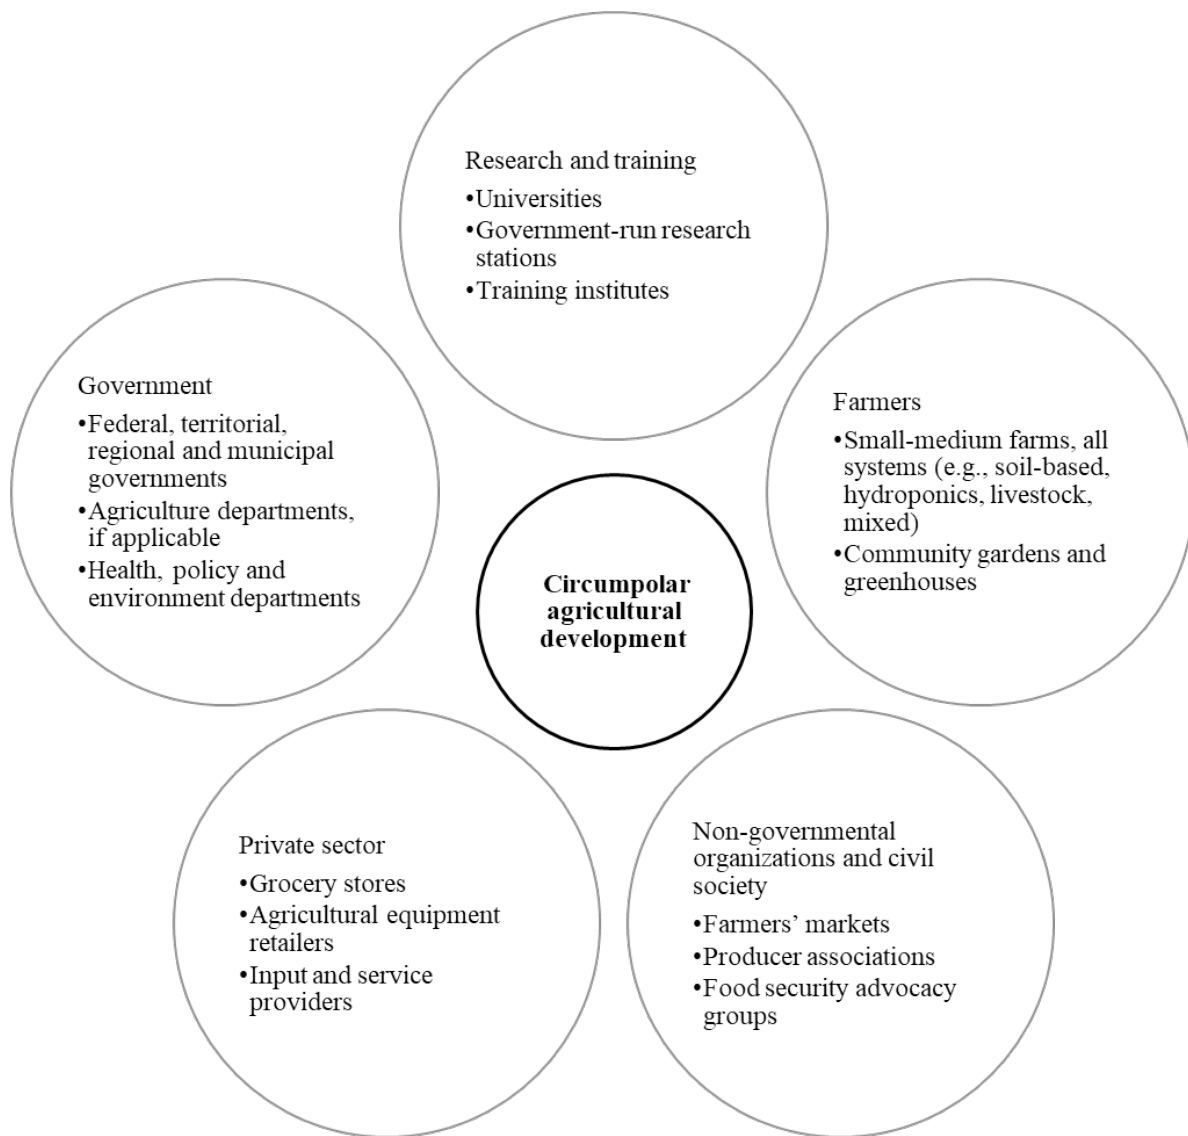 Research and training
•Universities
•Government-run research
stations
•Training institutes
Government
•Federal, territorial,
regional and municipal
governments
•Agriculture departments,
if applicable
•Health, policy and
environment departments
Farmers
•Small-medium farms, all
systems (e.g., soil-based,
hydroponics, livestock,
mixed)
•Community gardens and
greenhouses
Circumpolar
agricultural
development
Private sector
•Grocery stores
•Agricultural equipment
retailers
•Input and service
providers
Non-governmental
organizations and civil
society
•Farmers’ markets
•Producer associations
•Food security advocacy
groups